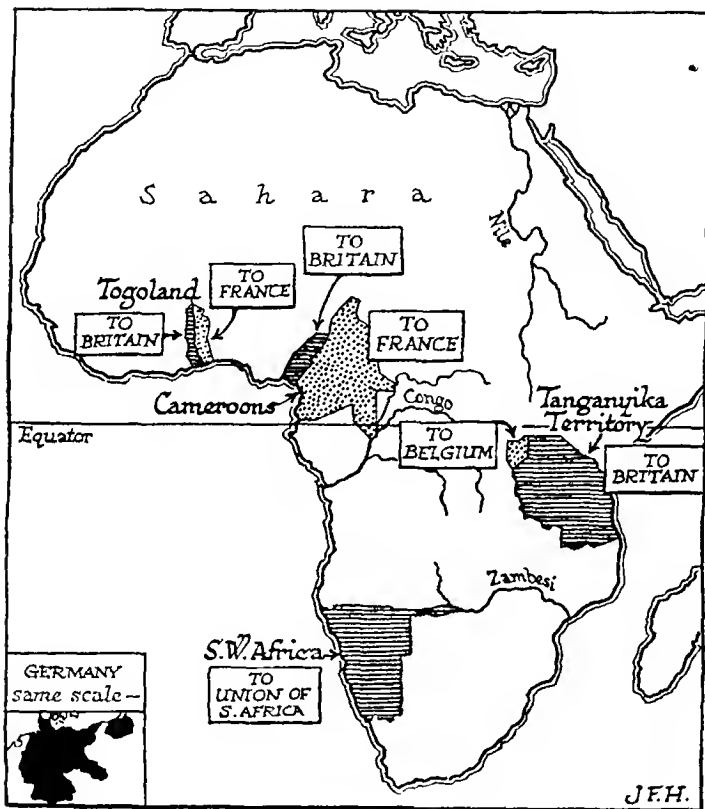 Sahara
Nile
TO
BRITAIN
Togoland
TO
FRANCE
TO
BRITAIN
TO
FRANCE
Cameroons
Congo
Tanganyika
Territory
Equator
TO
BELGIUM
TO
BRITAIN
Zambesi
S.W. Africa
TO
UNION OF
S. AFRICA
GERMANY
same scale—
J.F.H.